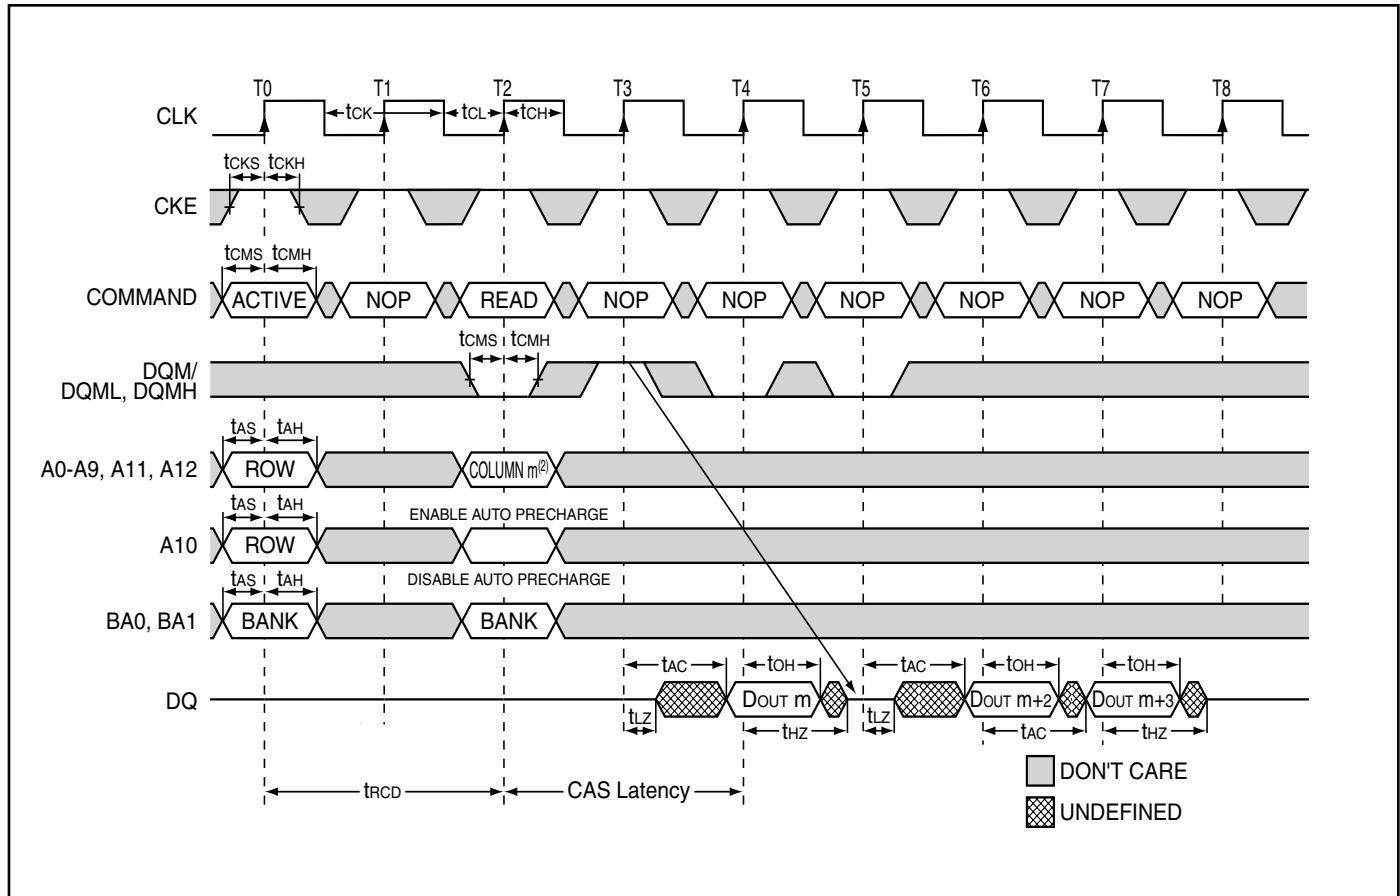 T0 T1 T2 T3 T4 T5 T6 T7 T8
CLK
tCK tCL tCH
tCKS tCKH
CKE
tCMS tCMH
COMMAND ACTIVE NOP READ NOP NOP NOP NOP NOP NOP
tCMS tCMH
DQM/
DQML, DQMH
tAS tAH
A0-A9, A11, A12 ROW COLUMN m(2)
tAS tAH ENABLE AUTO PRECHARGE
A10 ROW
tAS tAH DISABLE AUTO PRECHARGE
BA0, BA1 BANK BANK
tAC tOH tAC tOH tOH
DQ DOUT m DOUT m+2 DOUT m+3
tLZ tHZ tLZ tAC tHZ
DON'T CARE
tRCD CAS Latency
UNDEFINED